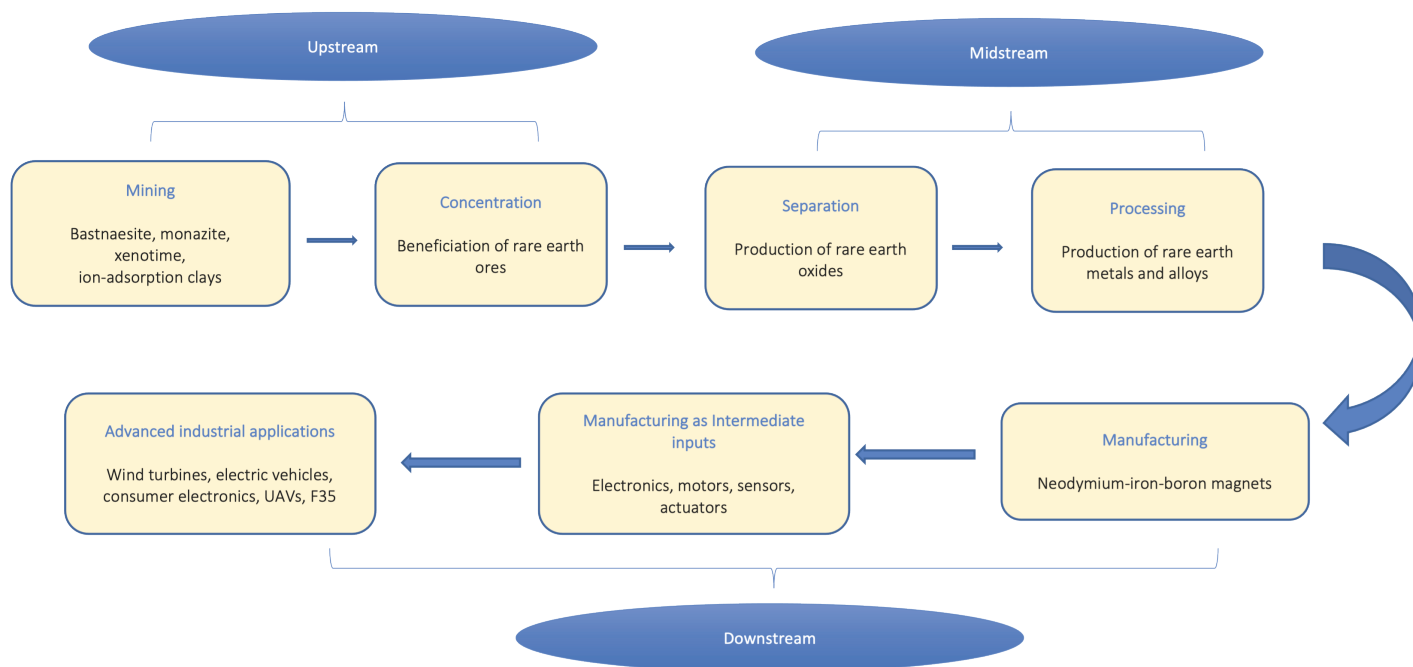 Upstream
Midstream
Mining
Bastnaesite, monazite,
xenotime,
ion-adsorption clays
Concentration
Beneficiation of rare earth
ores
Separation
Production of rare earth
oxides
Processing
Production of rare earth
metals and alloys
Manufacturing
Neodymium-iron-boron magnets
Manufacturing as Intermediate
inputs
Electronics, motors, sensors,
actuators
Advanced industrial applications
Wind turbines, electric vehicles,
consumer electronics, UAVs, F35
Downstream